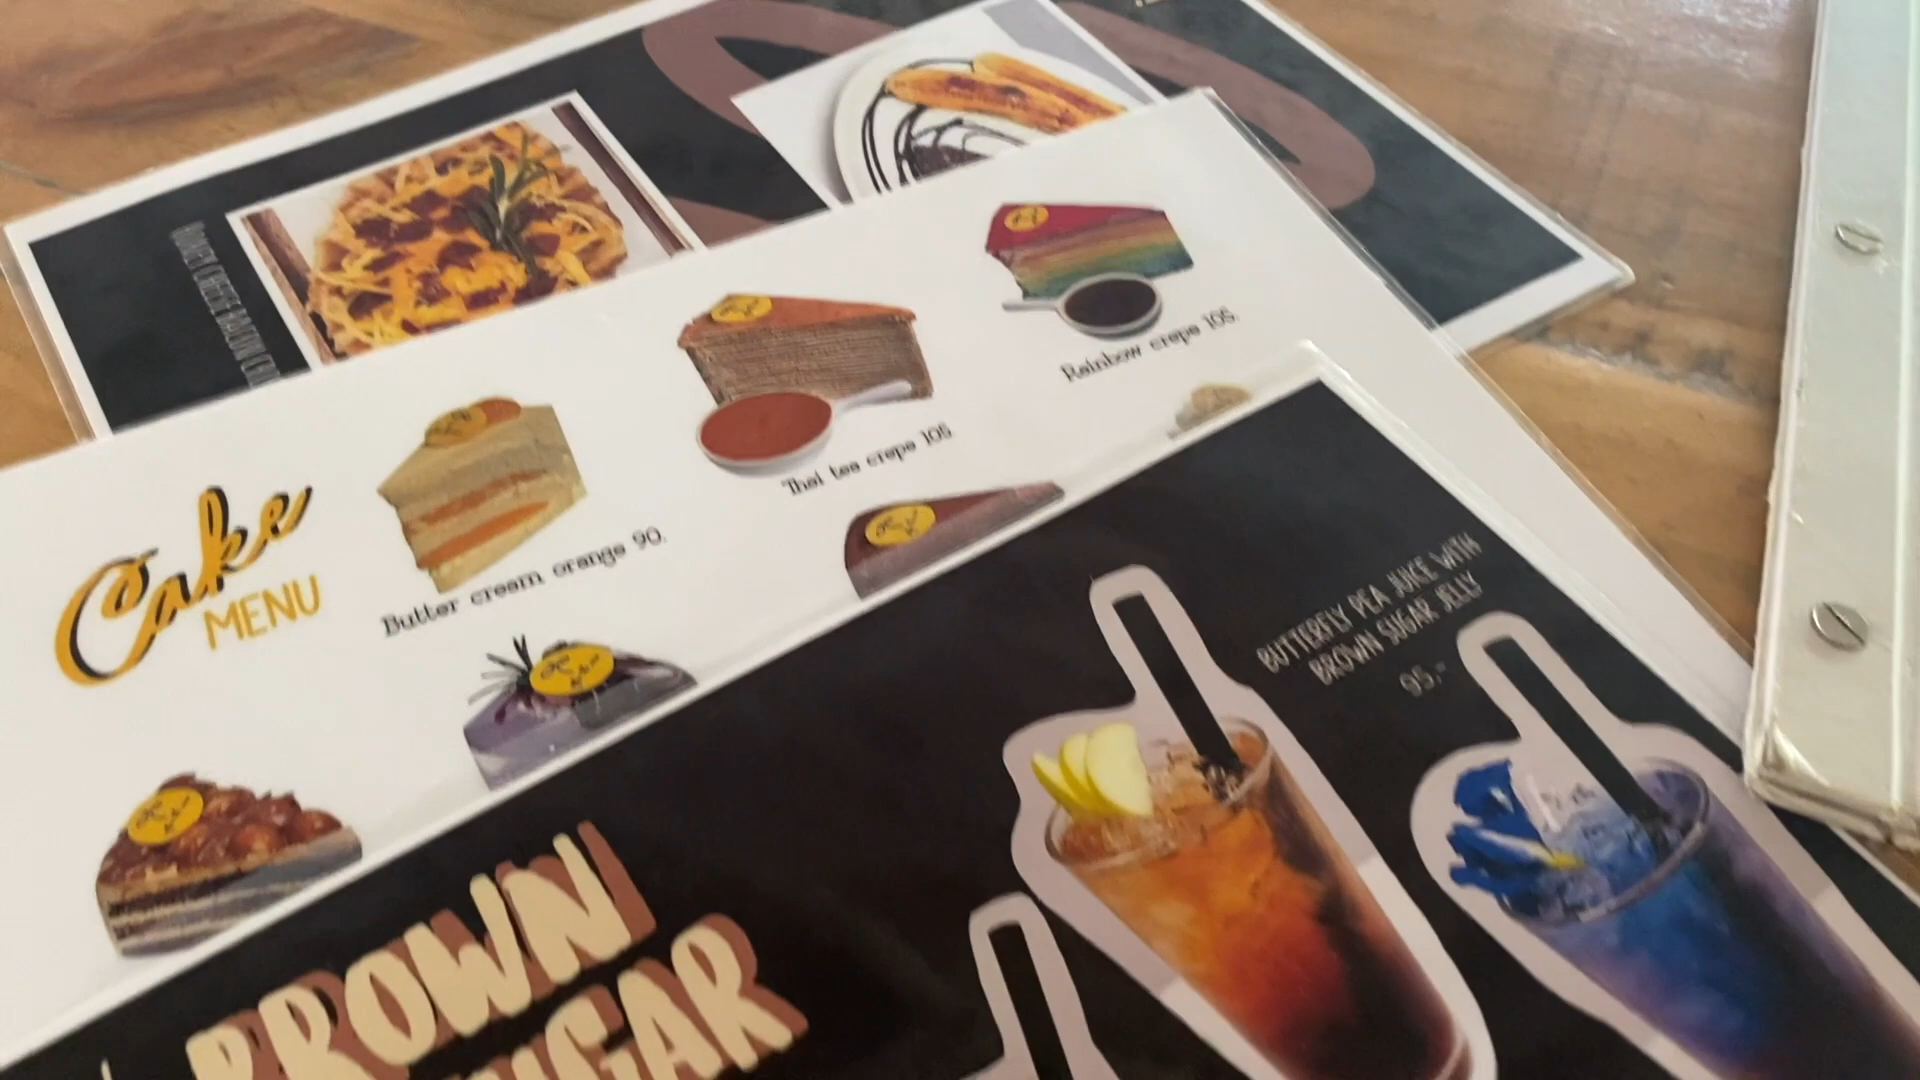 Cake
MENU
Butter cream orange 90.
Thai tea crepe 105
Rainbow crepe 105.
BUTTERFLY PEA JUICE WITH
BROWN SUGAR JELLY
95,-
BROWN